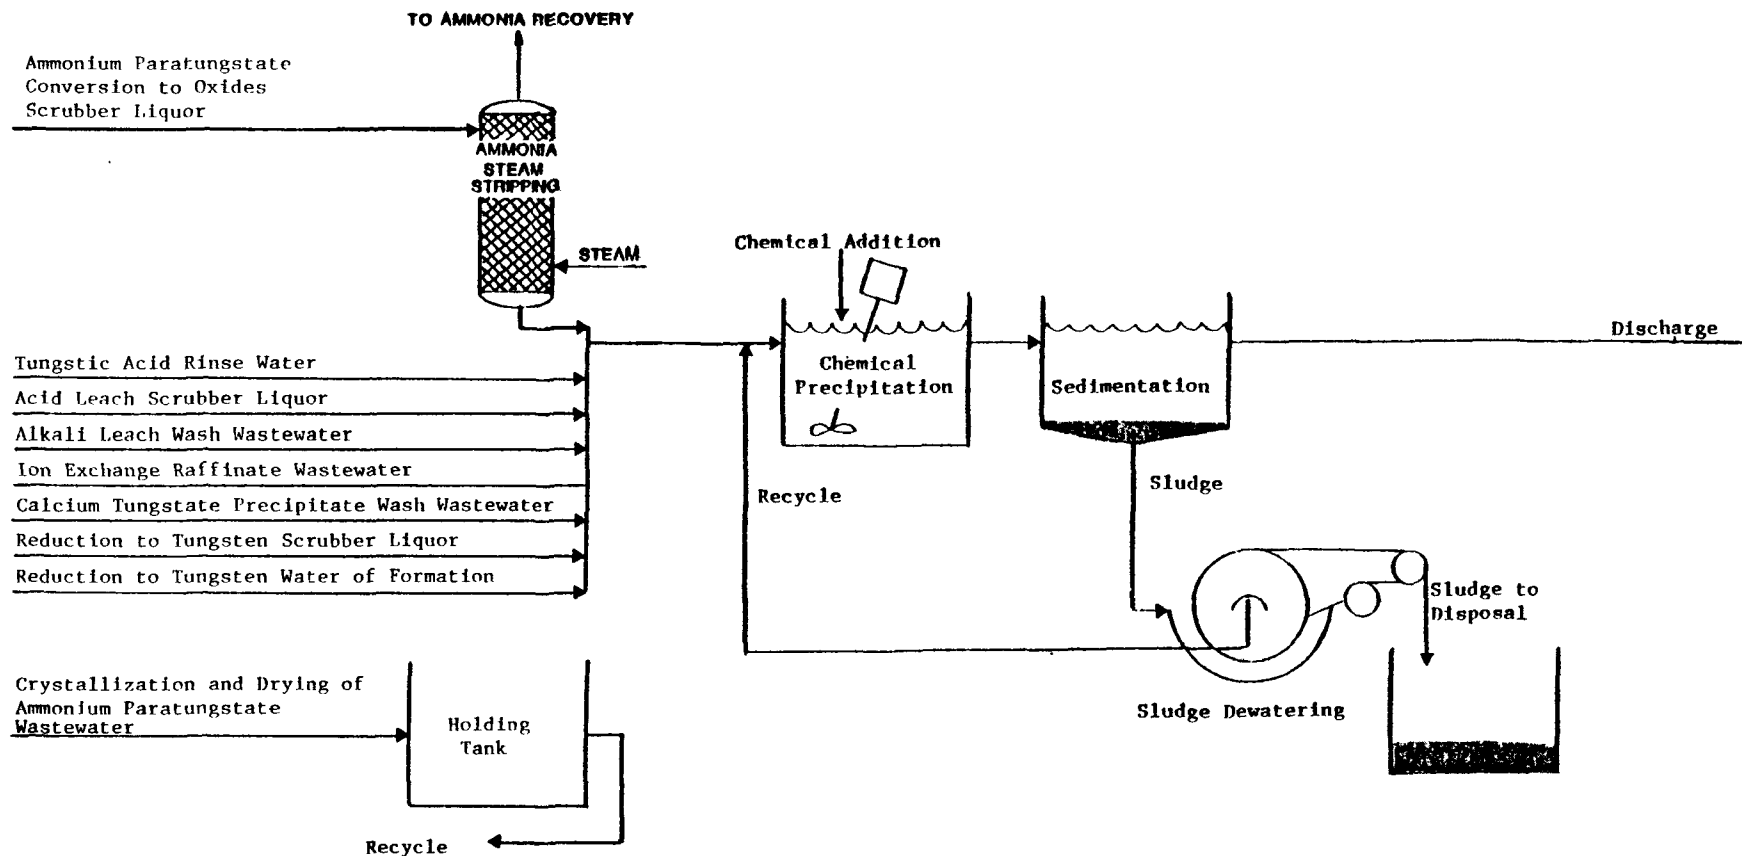 TO AMMONIA RECOVERY
Ammonium Paratungstate
Conversion to Oxides
Scrubber Liquor
AMMONIA
STEAM
STRIPPING
STEAM
Chemical Addition
Chemical
Precipitation
Sedimentation
Discharge
Tungstic Acid Rinse Water
Acid Leach Scrubber Liquor
Alkali Leach Wash Wastewater
Ion Exchange Raffinate Wastewater
Calcium Tungstate Precipitate Wash Wastewater
Reduction to Tungsten Scrubber Liquor
Reduction to Tungsten Water of Formation
Recycle
Sludge
Sludge to
Disposal
Sludge Dewatering
Crystallization and Drying of
Ammonium Paratungstate
Wastewater
Holding
Tank
Recycle